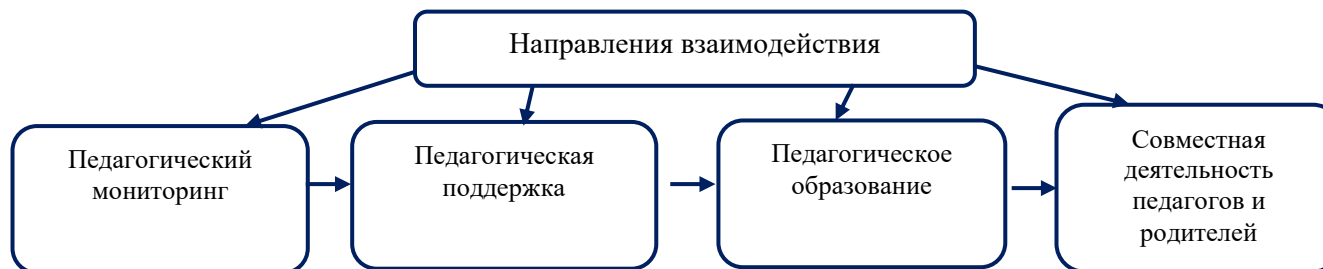 Направления взаимодействия
Педагогический
мониторинг
Педагогическая
поддержка
Педагогическое
образование
Совместная
деятельность
педагогов и
родителей